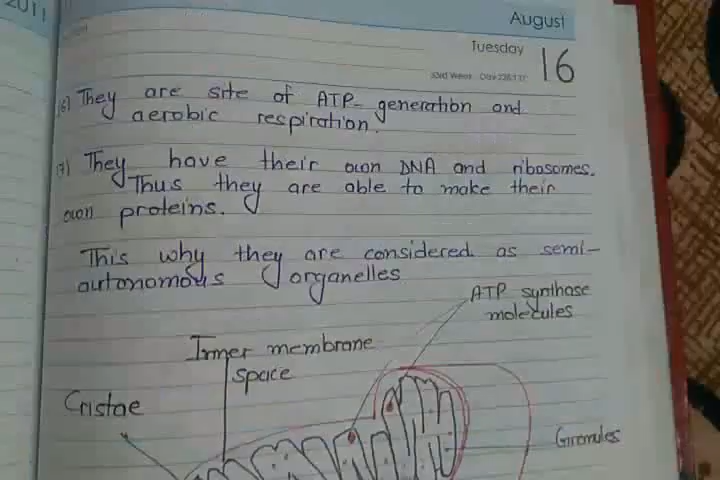 2011
August
Tuesday
16
(6) They are site of ATP generation and
aerobic respiration.
(7) They have their own DNA and ribosomes.
Thus they are able to make their
own proteins.
This why they are considered as semi-
autonomous organelles
ATP synthase
molecules
Inner membrane
space
Cristae
Granules